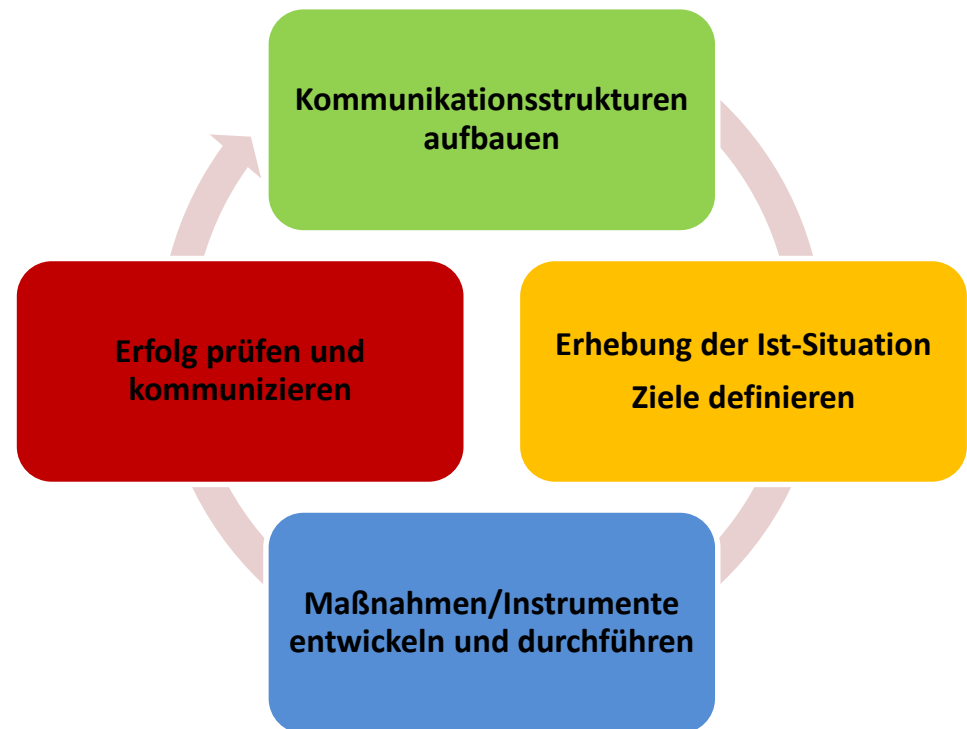 Kommunikationsstrukturen
aufbauen
Erhebung der Ist-Situation
Ziele definieren
Maßnahmen/Instrumente
entwickeln und durchführen
Erfolg prüfen und
kommunizieren